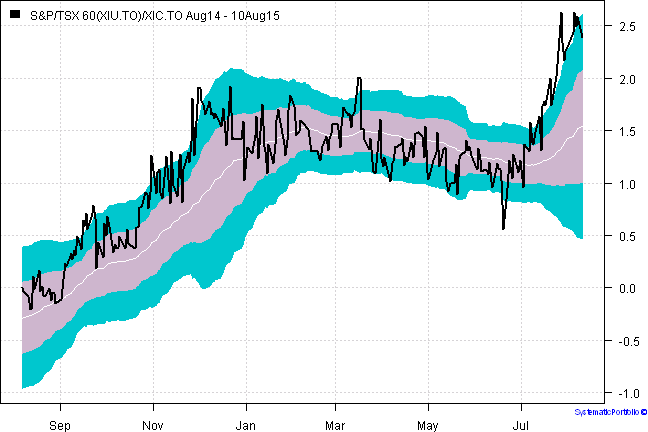 S&P/TSX 60(XIU.TO)/XIC.TO Aug14 - 10Aug15
2.5
2.0
1.5
1.0
0.5
0.0
-0.5
-1.0
Sep Nov Jan Mar May Jul
SystematicPortfolio ©